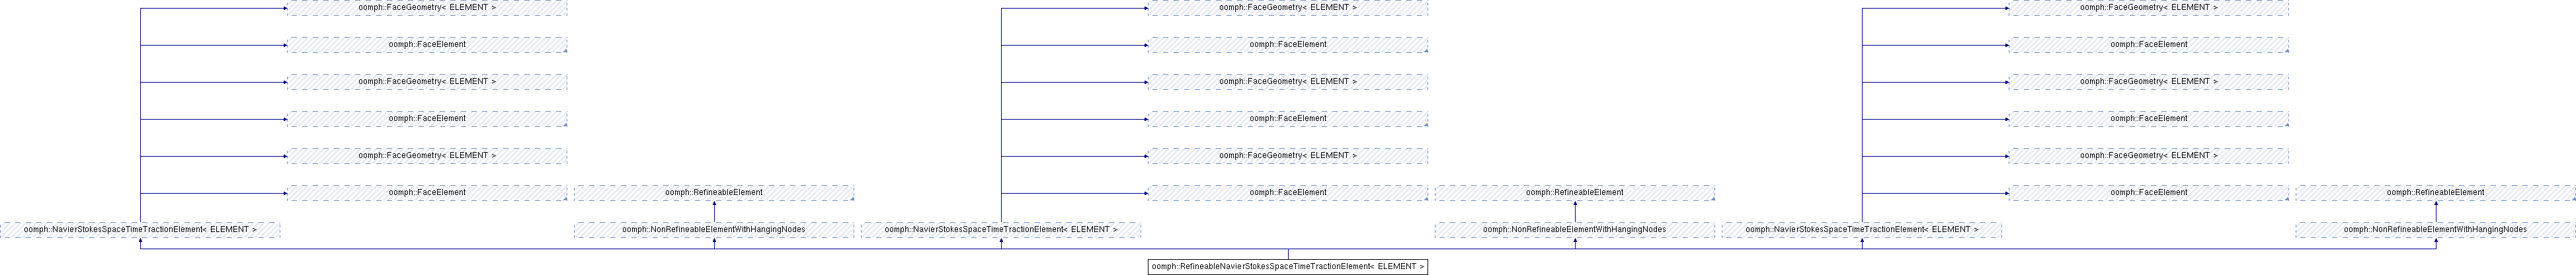 oomph::FaceGeometry< ELEMENT > oomph::FaceGeometry< ELEMENT > oomph::FaceGeometry< ELEMENT >
oomph::FaceElement oomph::FaceElement oomph::FaceElement
oomph::FaceGeometry< ELEMENT > oomph::FaceGeometry< ELEMENT > oomph::FaceGeometry< ELEMENT >
oomph::FaceElement oomph::FaceElement oomph::FaceElement
oomph::FaceGeometry< ELEMENT > oomph::FaceGeometry< ELEMENT > oomph::FaceGeometry< ELEMENT >
oomph::FaceElement oomph::RefineableElement oomph::FaceElement oomph::RefineableElement oomph::FaceElement oomph::RefineableElement
oomph::NavierStokesSpaceTimeTractionElement< ELEMENT > oomph::NonRefineableElementWithHangingNodes oomph::NavierStokesSpaceTimeTractionElement< ELEMENT > oomph::NonRefineableElementWithHangingNodes oomph::NavierStokesSpaceTimeTractionElement< ELEMENT > oomph::NonRefineableElementWithHangingNodes
oomph::RefineableNavierStokesSpaceTimeTractionElement< ELEMENT >